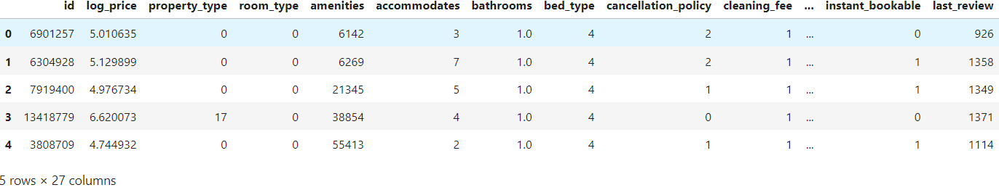 id log_price property_type room_type amenities accommodates bathrooms bed_type cancellation_policy cleaning_fee ... instant_bookable last_review
0 6901257 5.010635 0 0 6142 3 1.0 4 2 1 ... 0 926
1 6304928 5.129899 0 0 6269 7 1.0 4 2 1 ... 1 1358
2 7919400 4.976734 0 0 21345 5 1.0 4 1 1 ... 1 1349
3 13418779 6.620073 17 0 38854 4 1.0 4 0 1 ... 0 1371
4 3808709 4.744932 0 0 55413 2 1.0 4 1 1 ... 1 1114
5 rows × 27 columns